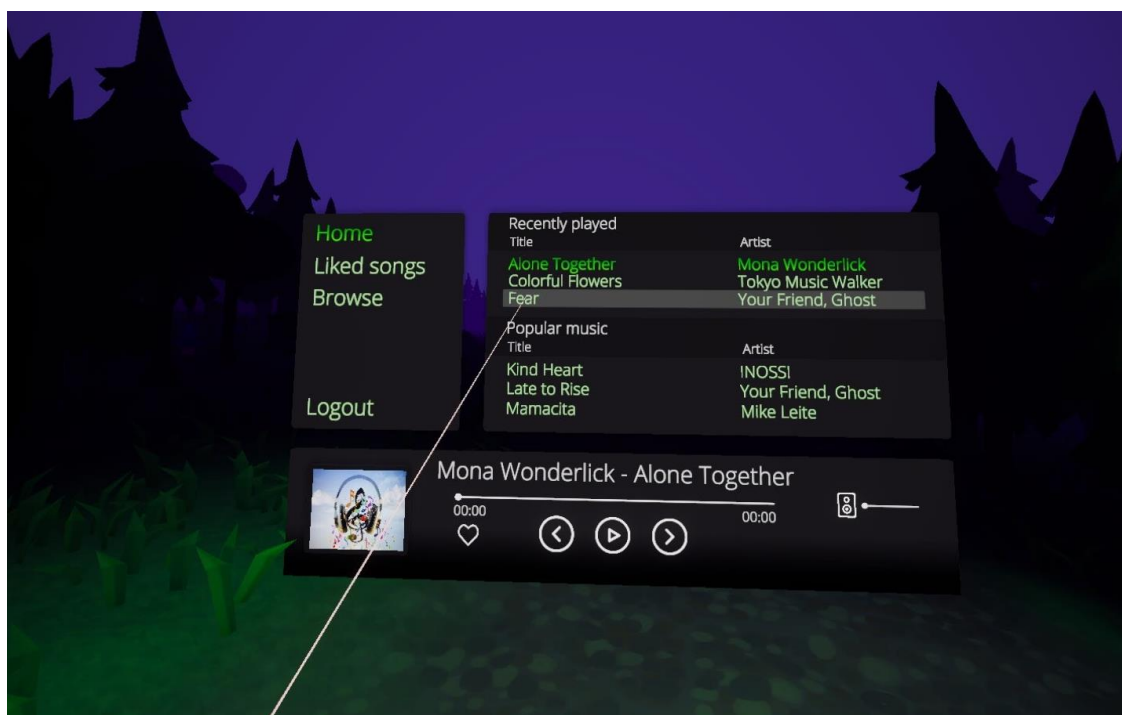 Home
Liked songs
Browse
Logout
Recently played
Title Artist
Alone Together Mona Wonderlick
Colorful Flowers Tokyo Music Walker
Fear Your Friend, Ghost
Popular music
Title Artist
Kind Heart !NOSS!
Late to Rise Your Friend, Ghost
Mamacita Mike Leite
Mona Wonderlick - Alone Together
00:00 00:00